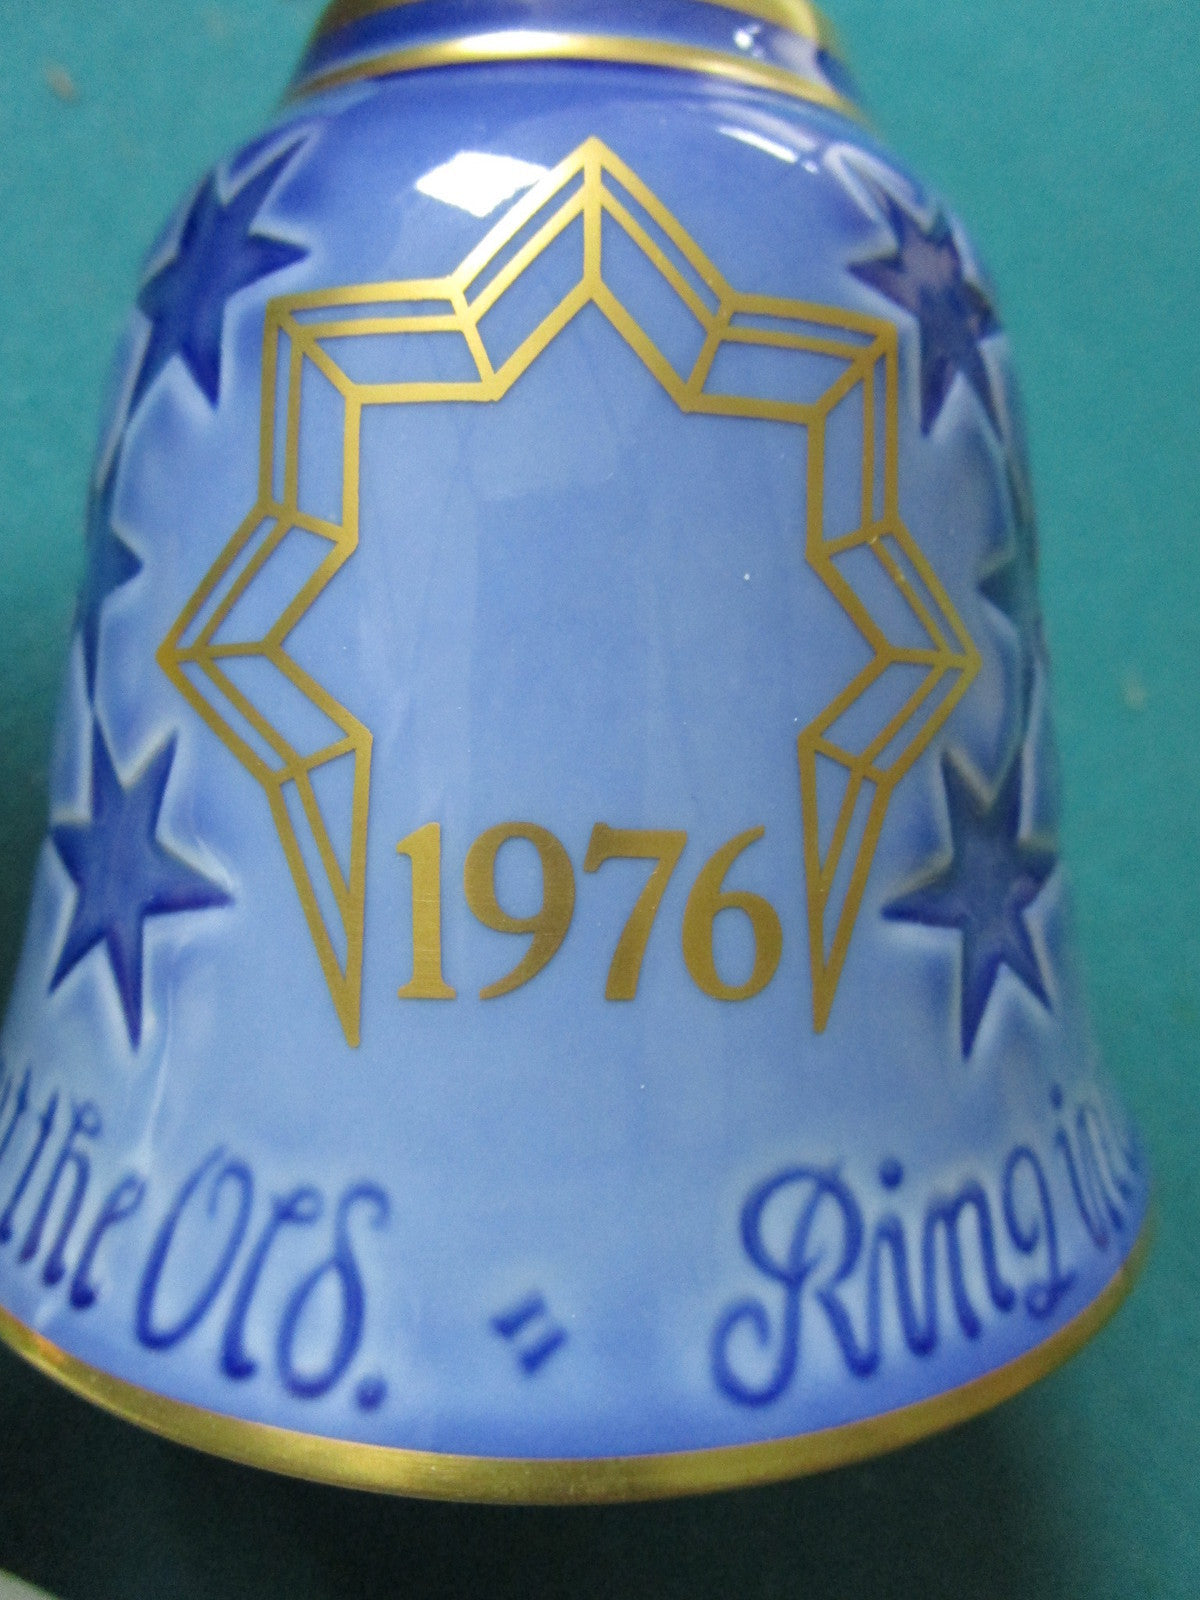 1976
the Old. " Ring in